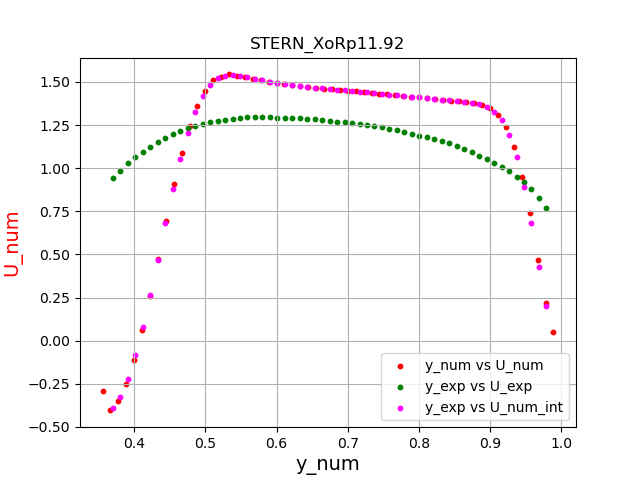 STERN_XoRp11.92
1.50
1.25
1.00
0.75
0.50
0.25
0.00
−0.25
−0.50
U_num
0.4
0.5
0.6
0.7
0.8
0.9
1.0
y_num
y_num vs U_num
y_exp vs U_exp
y_exp vs U_num_int